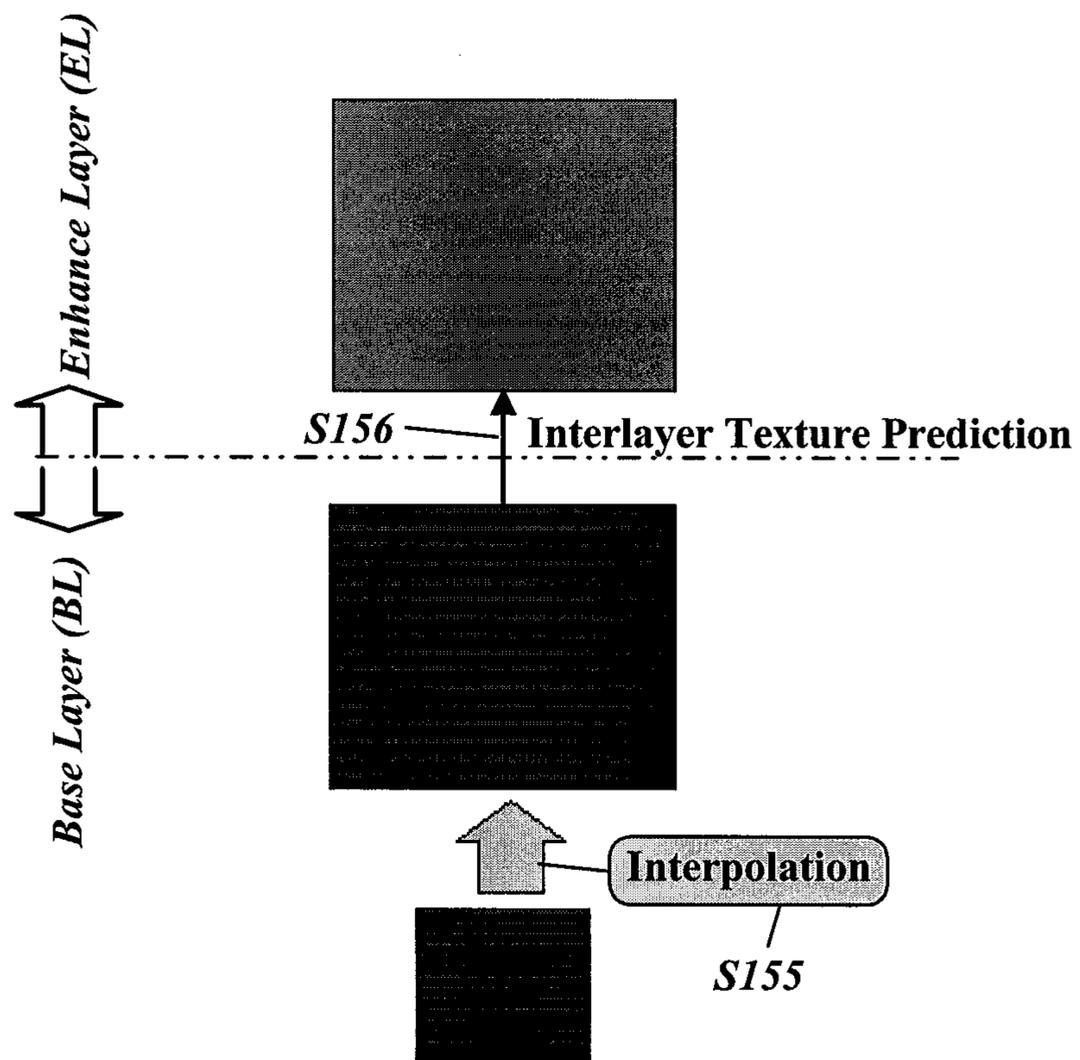 Enhance Layer (EL)
S156
Interlayer Texture Prediction
Base Layer (BL)
Interpolation
S155